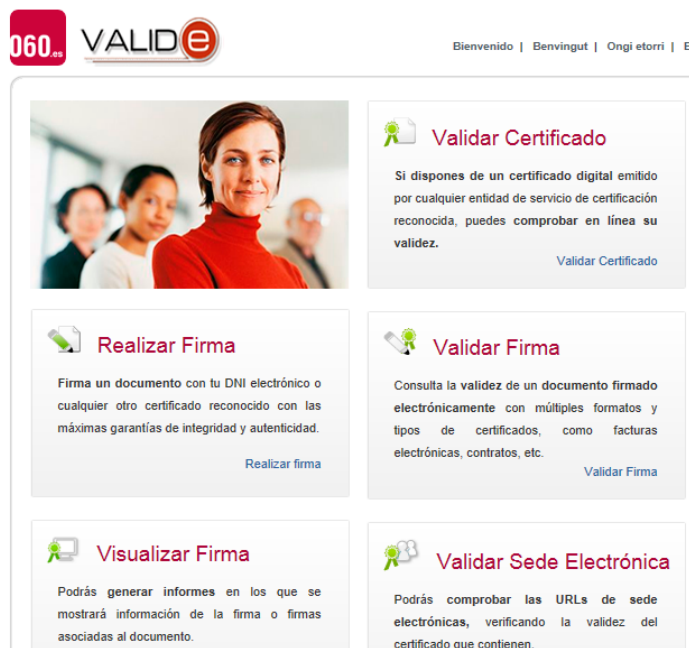 060.es VALIDe
Bienvenido | Benvingut | Ongi etorri |
Validar Certificado
Si dispones de un certificado digital emitido
por cualquier entidad de servicio de certificación
reconocida, puedes comprobar en línea su
validez.
Validar Certificado
Realizar Firma
Firma un documento con tu DNI electrónico o
cualquier otro certificado reconocido con las
máximas garantías de integridad y autenticidad.
Realizar firma
Validar Firma
Consulta la validez de un documento firmado
electrónicamente con múltiples formatos y
tipos de certificados, como facturas
electrónicas, contratos, etc.
Validar Firma
Visualizar Firma
Podrás generar informes en los que se
mostrará información de la firma o firmas
asociadas al documento.
Validar Sede Electrónica
Podrás comprobar las URLs de sede
electrónicas, verificando la validez del
certificado que contienen.